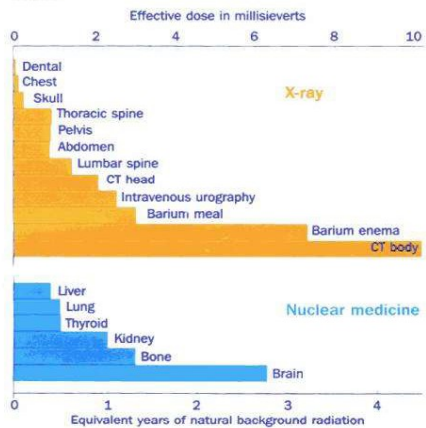 Effective dose in millisieverts
0 2 4 6 7 10
Dental
Chest
Skull
X-ray
Thoracic spine
Pelvis
Abdomen
Lumbar spine
CT head
Intravenous urography
Barium meal
Barium enema
CT body
Liver
Lung
Nuclear medicine
Thyroid
Kidney
Bone
Brain
0 1 2 3 4
Equivalent years of natural background radiation